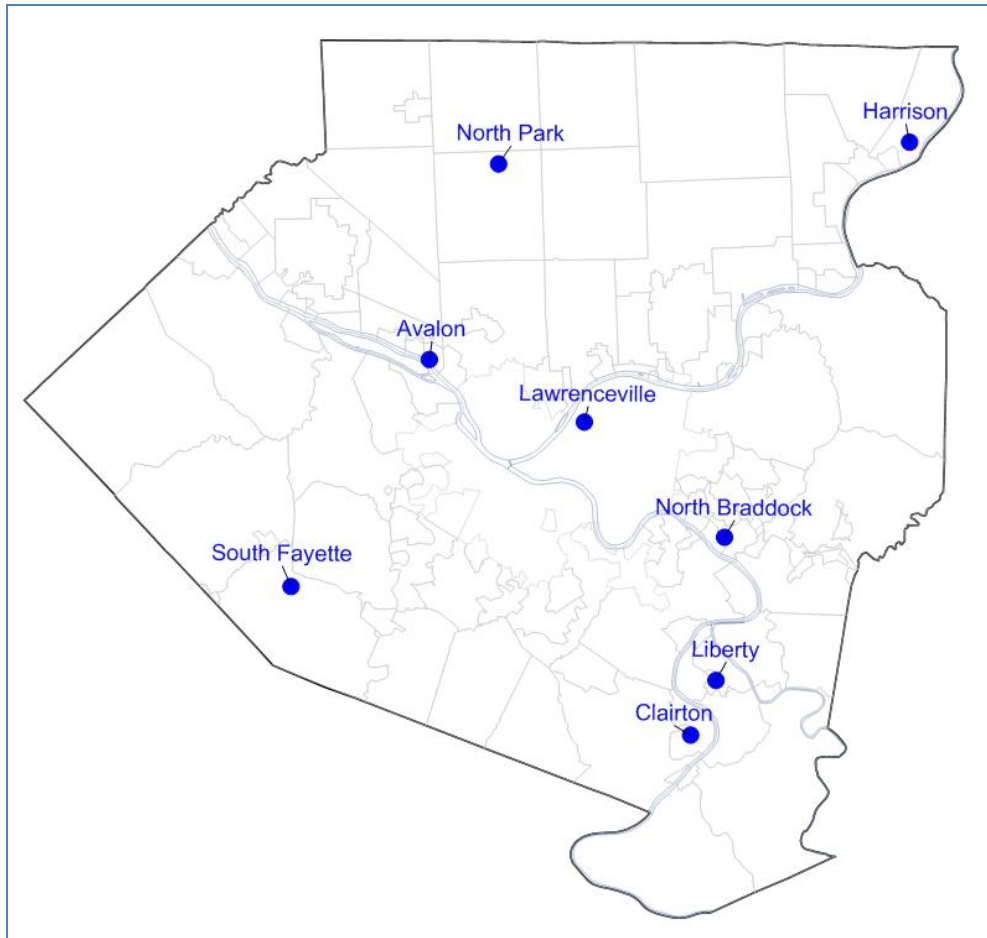 Harrison
North Park
Avalon
Lawrenceville
North Braddock
South Fayette
Liberty
Clairton